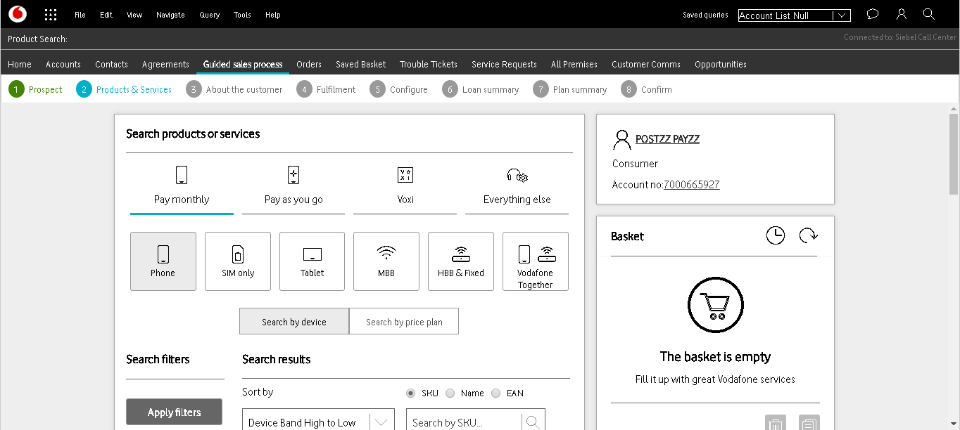 File Edit View Navigate Query Tools Help Saved queries Account List Null
Product Search: Connected to: Siebel Call Center
Home Accounts Contacts Agreements Guided sales process Orders Saved Basket Trouble Tickets Service Requests All Premises Customer Comms Opportunities
1 Prospect 2 Products & Services 3 About the customer 4 Fulfilment 5 Configure 6 Loan summary 7 Plan summary 8 Confirm
Search products or services
Pay monthly Pay as you go Voxi Everything else
Phone SIM only Tablet MBB HBB & Fixed Vodafone Together
Search by device Search by price plan
Search filters
Apply filters
Search results
Sort by SKU Name EAN
Device Band High to Low Search by SKU...
POSTZZ PAYZZ
Consumer
Account no:7000665927
Basket
The basket is empty
Fill it up with great Vodafone services